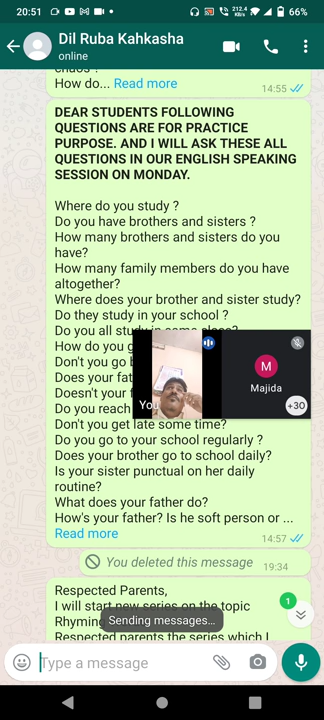 20:51
212.4
KB/s
66%
Dil Ruba Kahkasha
online
How do... Read more
14:55
DEAR STUDENTS FOLLOWING
QUESTIONS ARE FOR PRACTICE
PURPOSE. AND I WILL ASK THESE ALL
QUESTIONS IN OUR ENGLISH SPEAKING
SESSION ON MONDAY.
Where do you study ?
Do you have brothers and sisters ?
How many brothers and sisters do you
have?
How many family members do you have
altogether?
Where does your brother and sister study?
Do they study in your school ?
Do you all study in same class?
How do you g
Don't you go b
Does your fat
Doesn't your f
Do you reach
You
M
Majida
+30
Don't you get late some time?
Do you go to your school regularly ?
Does your brother go to school daily?
Is your sister punctual on her daily
routine?
What does your father do?
How's your father? Is he soft person or ...
Read more
14:57
You deleted this message
19:34
Respected Parents,
I will start new series on the topic
Rhyming
Respected parents the series which I
1
Sending messages...
Type a message